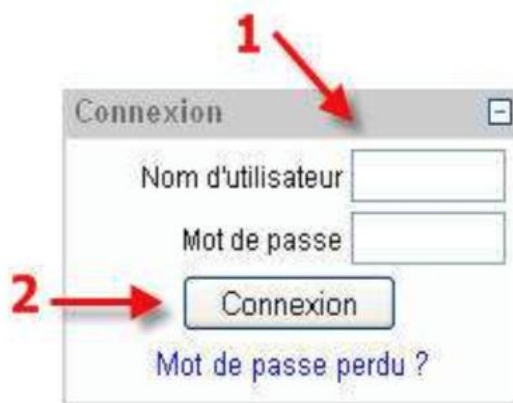 1
Connexion
Nom d'utilisateur
Mot de passe
2
Connexion
Mot de passe perdu ?